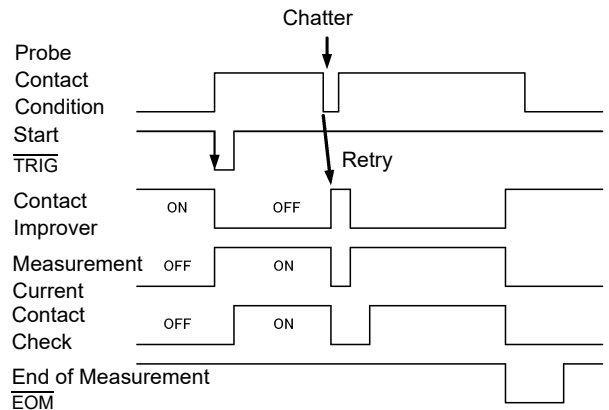 Chatter
Probe
Contact
Condition
Start
TRIG
Retry
Contact
Improver
ON OFF
Measurement
Current
OFF ON
Contact
Check
OFF ON
End of Measurement
EOM